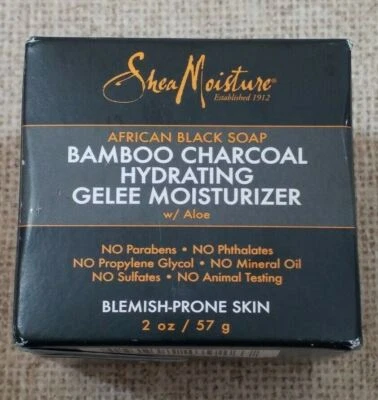 SheaMoisture®
Established 1912
AFRICAN BLACK SOAP
BAMBOO CHARCOAL
HYDRATING
GELEE MOISTURIZER
w/ Aloe
NO Parabens • NO Phthalates
NO Propylene Glycol • NO Mineral Oil
NO Sulfates • NO Animal Testing
BLEMISH-PRONE SKIN
2 oz / 57 g